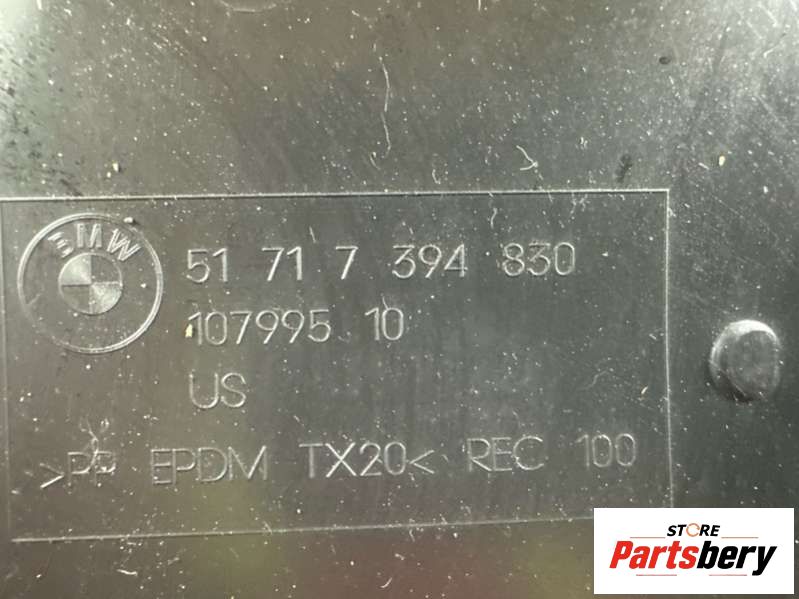 BMW
51 71 7 394 830
107995 10
US
>PP EPDM TX20< REC 100
STORE
Partsbery